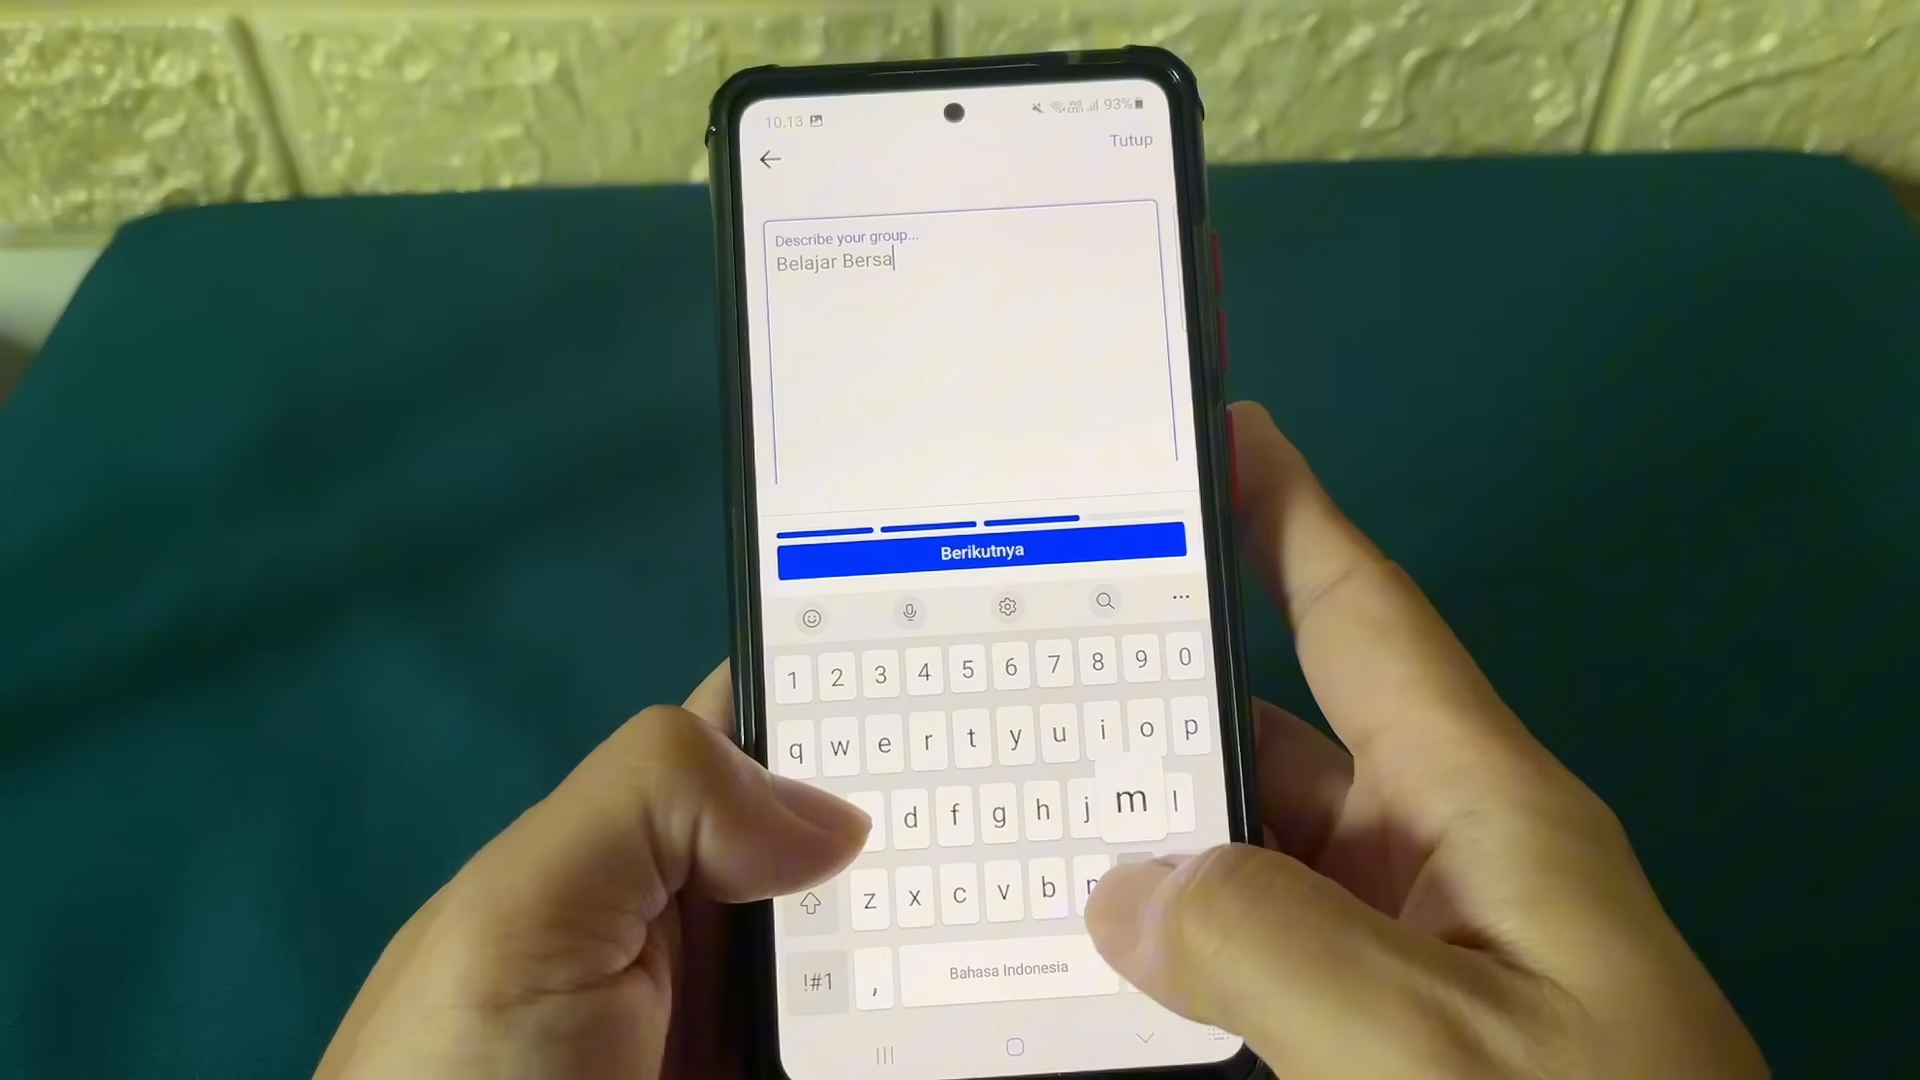 10.13
93%
Tutup
Describe your group...
Belajar Bersa
Berikutnya
1 2 3 4 5 6 7 8 9 0
q w e r t y u i o p
d f g h j m l
z x c v b
!#1 , Bahasa Indonesia